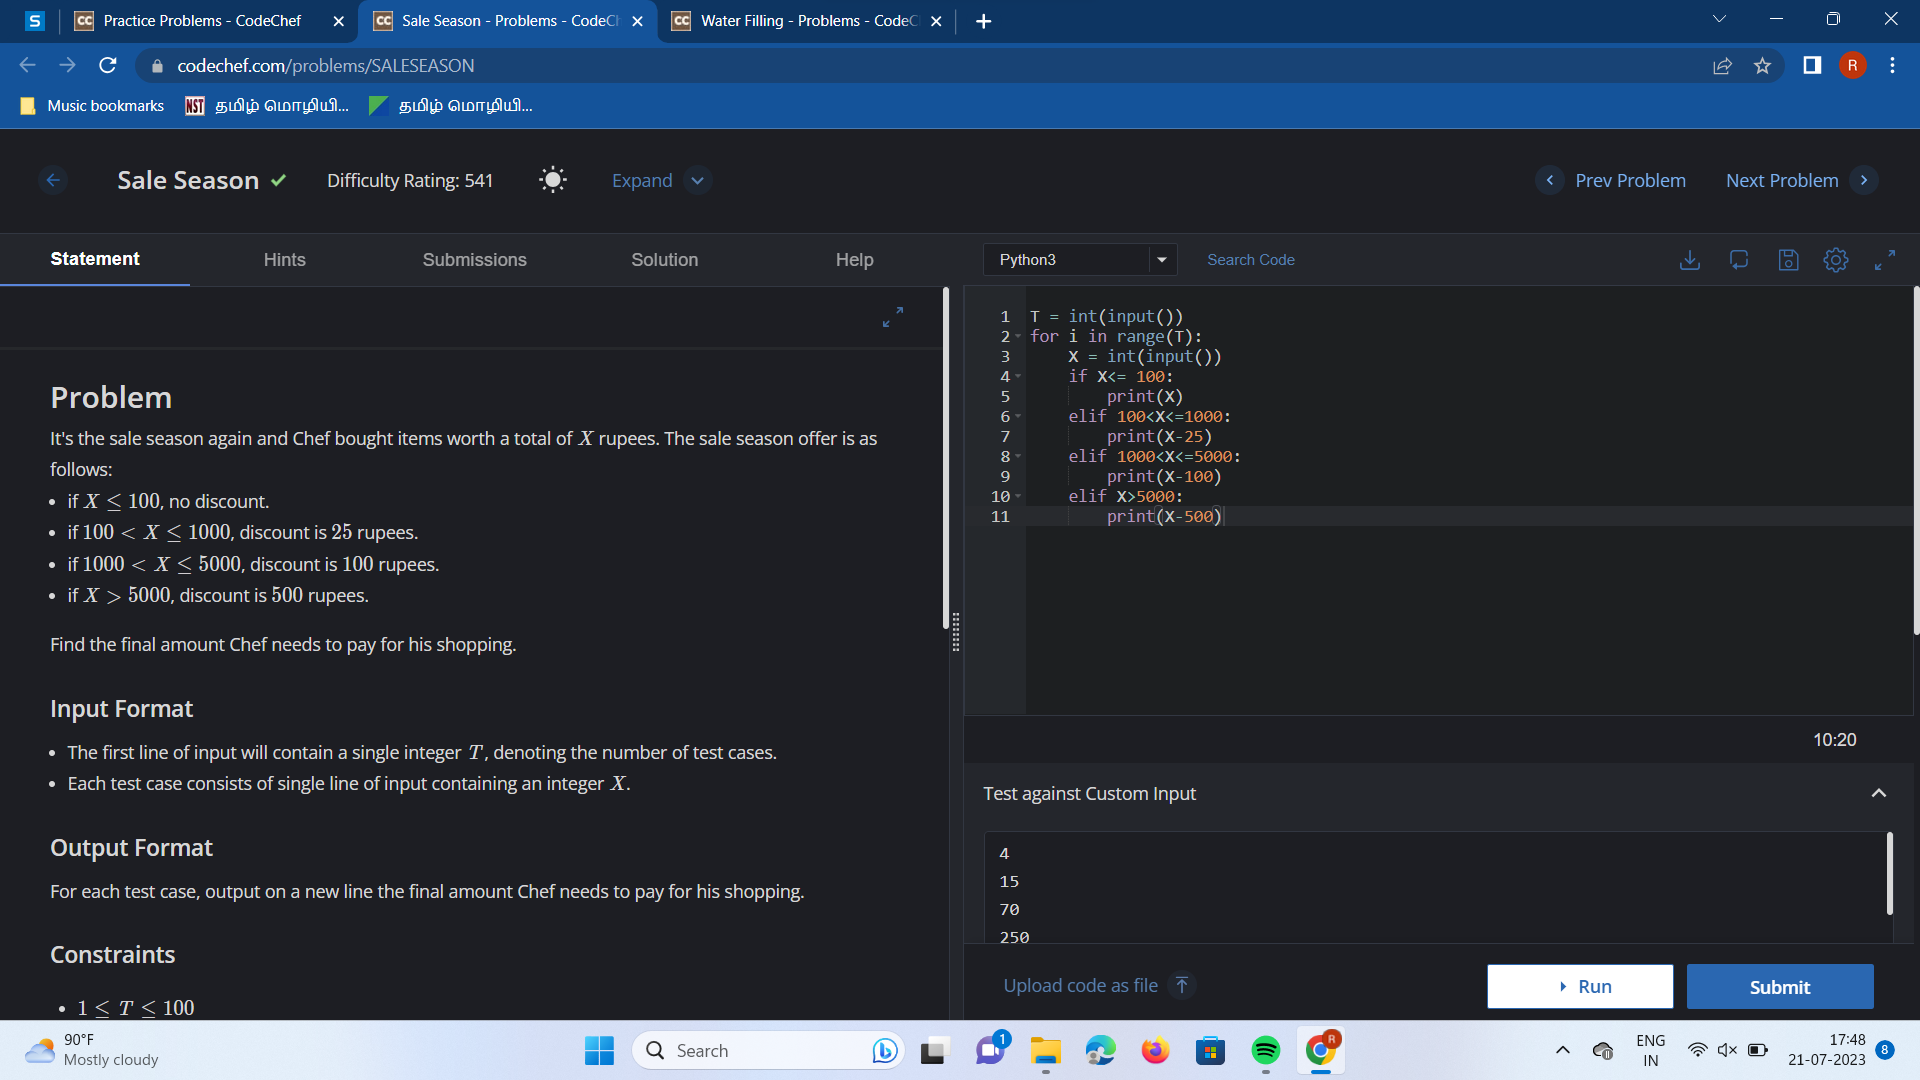 S
CC Practice Problems - CodeChef
CC Sale Season - Problems - CodeCh
CC Water Filling - Problems - CodeC
codechef.com/problems/SALESEASON
R
Music bookmarks NST தமிழ் மொழியி... தமிழ் மொழியி...
Sale Season Difficulty Rating: 541 Expand Prev Problem Next Problem
Statement Hints Submissions Solution Help
Problem
It's the sale season again and Chef bought items worth a total of X rupees. The sale season offer is as
follows:
• if X ≤ 100, no discount.
• if 100 < X ≤ 1000, discount is 25 rupees.
• if 1000 < X ≤ 5000, discount is 100 rupees.
• if X > 5000, discount is 500 rupees.
Find the final amount Chef needs to pay for his shopping.
Input Format
• The first line of input will contain a single integer T, denoting the number of test cases.
• Each test case consists of single line of input containing an integer X.
Output Format
For each test case, output on a new line the final amount Chef needs to pay for his shopping.
Constraints
• 1 ≤ T ≤ 100
Python3 Search Code
1 T = int(input())
2 for i in range(T):
3 X = int(input())
4 if X<= 100:
5 print(X)
6 elif 100<X<=1000:
7 print(X-25)
8 elif 1000<X<=5000:
9 print(X-100)
10 elif X>5000:
11 print(X-500)
10:20
Test against Custom Input
4
15
70
250
Upload code as file Run Submit
90°F
Mostly cloudy
Search
1
R
ENG
IN
17:48
21-07-2023
8